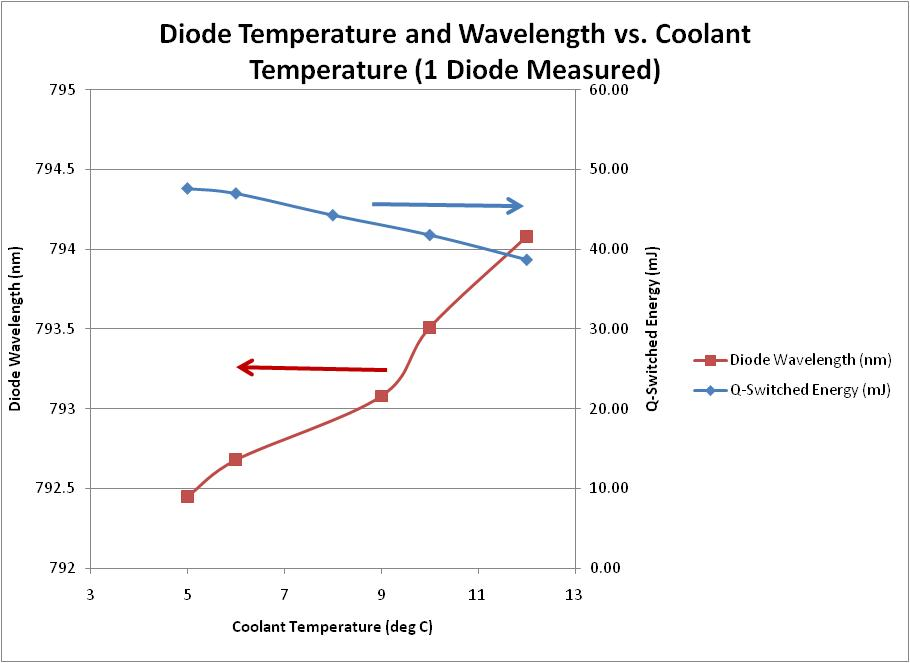 Diode Temperature and Wavelength vs. Coolant
Temperature (1 Diode Measured)
795
794.5
794
793.5
793
792.5
792
Diode Wavelength (nm)
60.00
50.00
40.00
30.00
20.00
10.00
0.00
Q-Switched Energy (mJ)
3
5
7
9
11
13
Coolant Temperature (deg C)
Diode Wavelength (nm)
Q-Switched Energy (mJ)